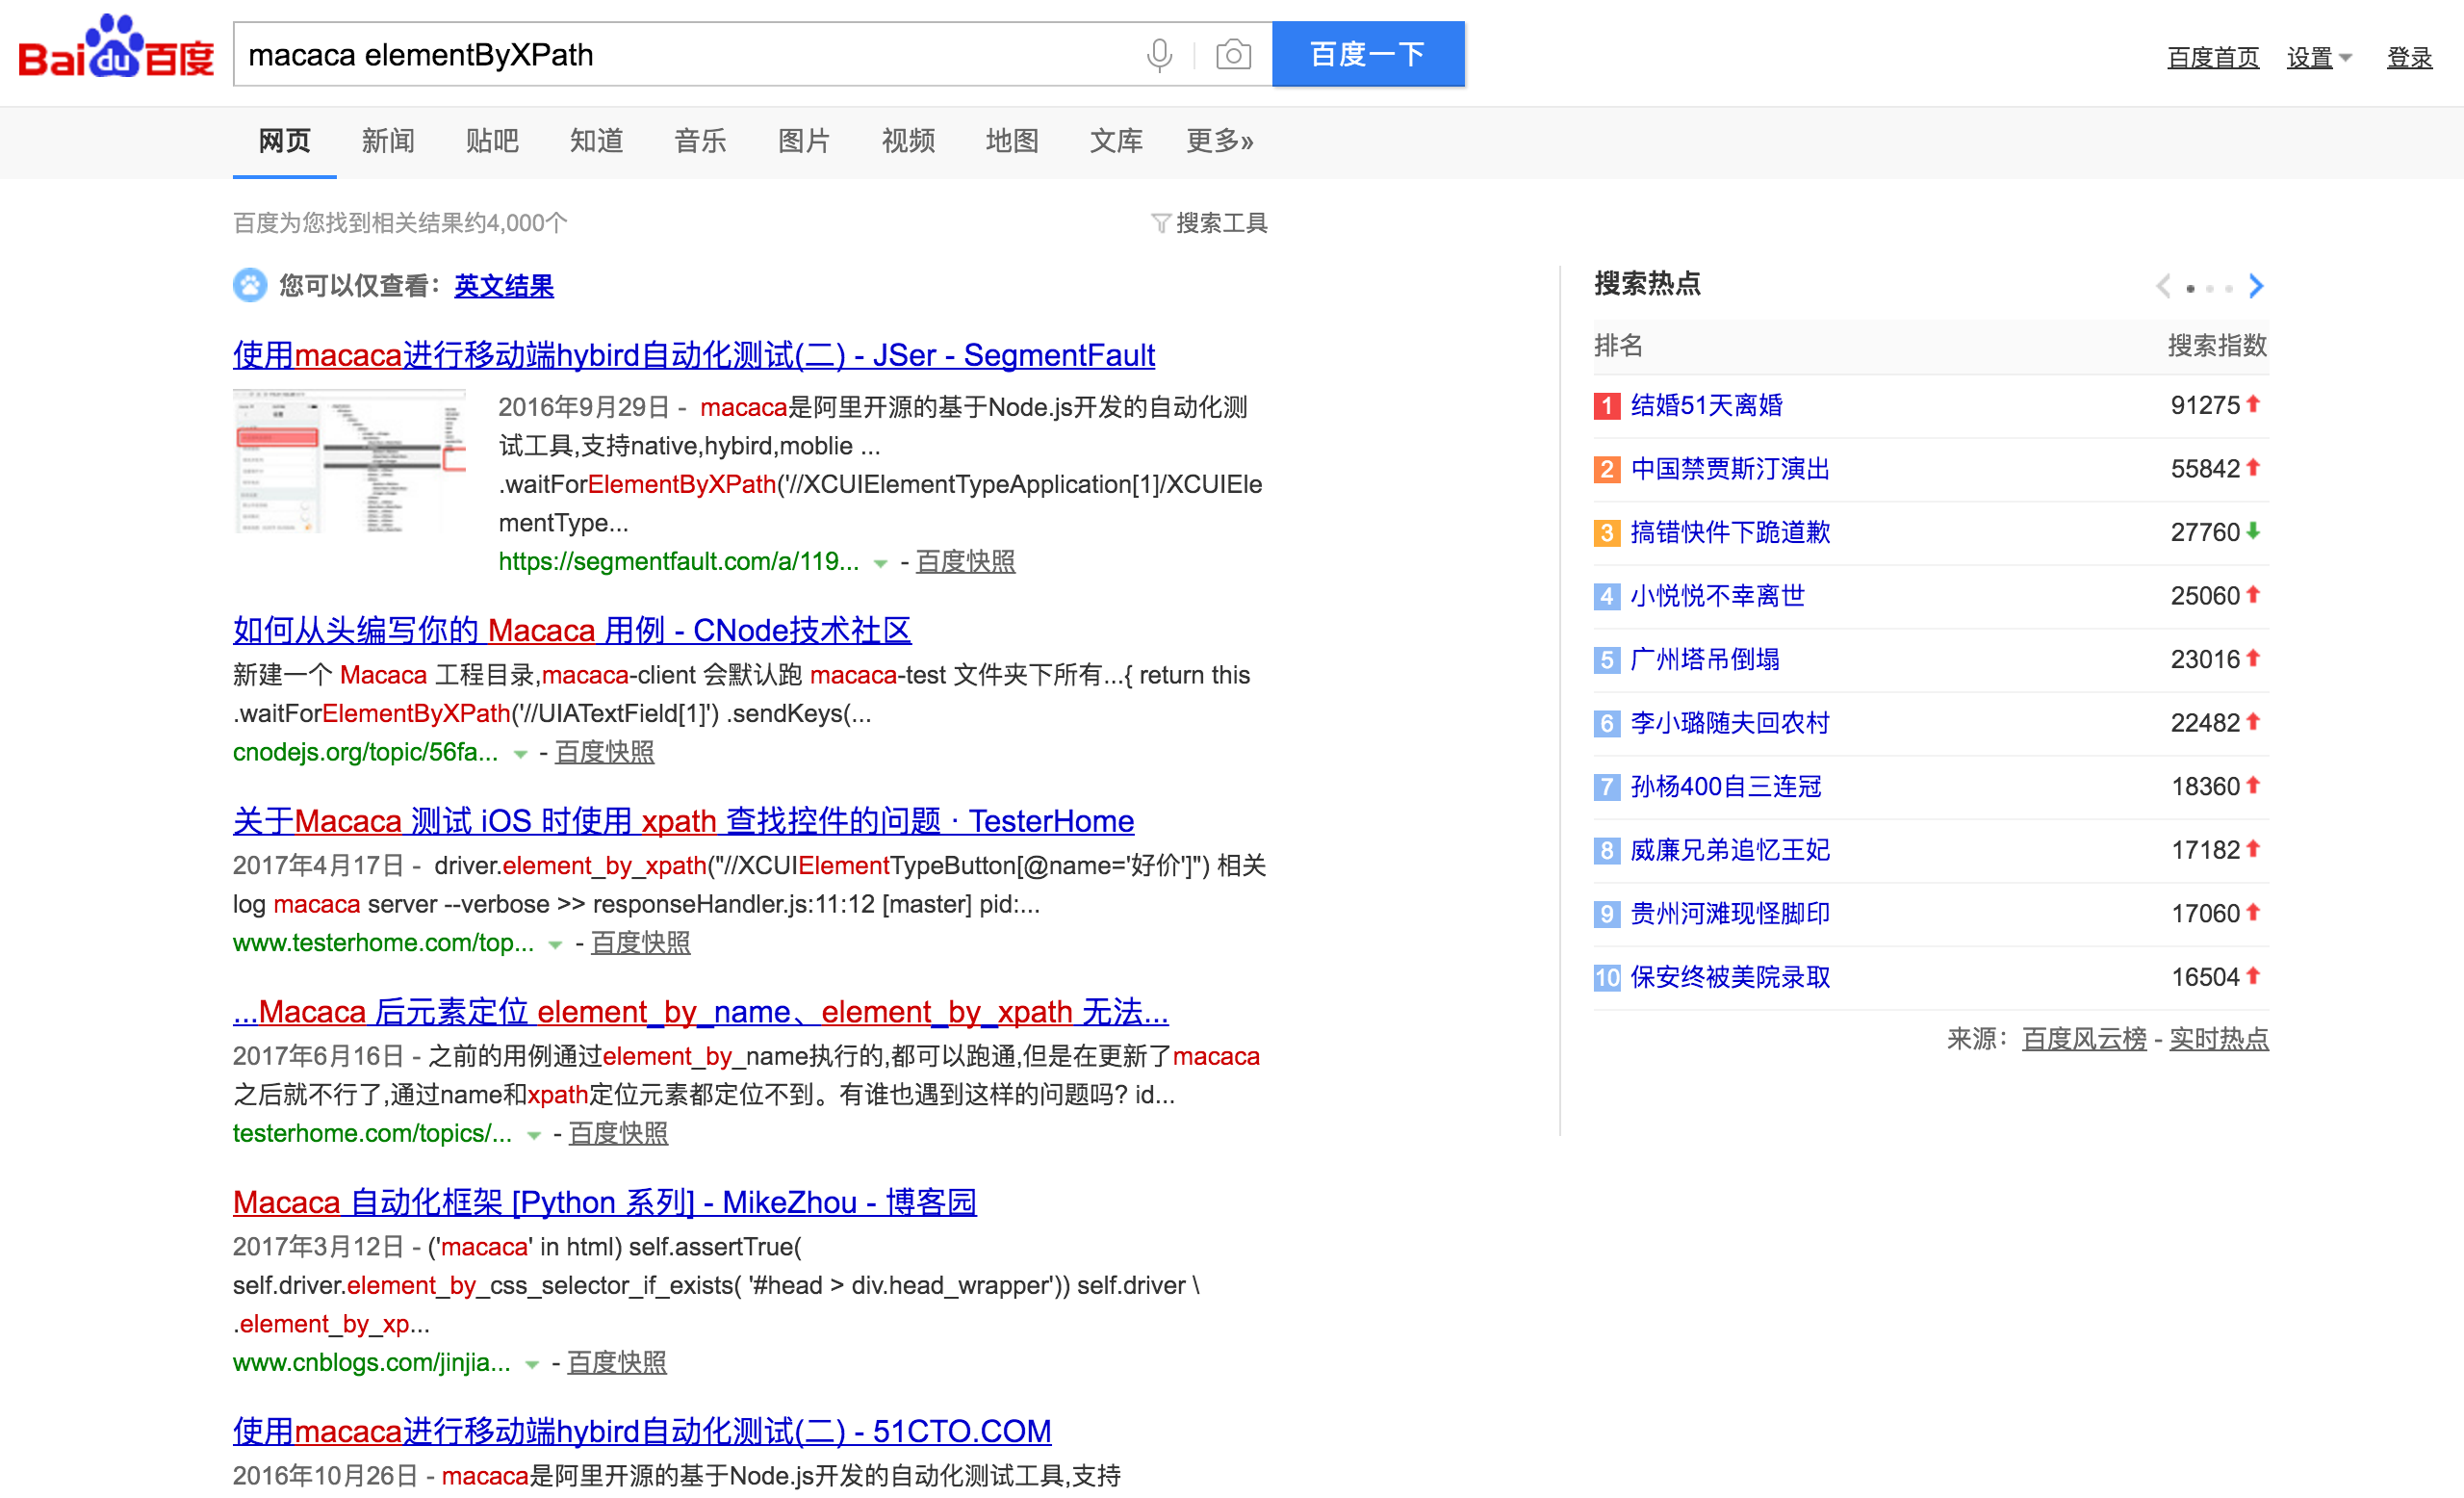 Baidu百度
macaca elementByXPath
百度一下
百度首页 设置 登录
网页 新闻 贴吧 知道 音乐 图片 视频 地图 文库 更多»
百度为您找到相关结果约4,000个
搜索工具
您可以仅查看：英文结果
使用macaca进行移动端hybird自动化测试(二) - JSer - SegmentFault
2016年9月29日 - macaca是阿里开源的基于Node.js开发的自动化测
试工具,支持native,hybird,moblie ...
.waitForElementByXPath('//XCUIElementTypeApplication[1]/XCUIEle
mentType...
https://segmentfault.com/a/119... - 百度快照
如何从头编写你的 Macaca 用例 - CNode技术社区
新建一个 Macaca 工程目录,macaca-client 会默认跑 macaca-test 文件夹下所有...{ return this
.waitForElementByXPath('//UIATextField[1]') .sendKeys(...
cnodejs.org/topic/56fa... - 百度快照
关于Macaca 测试 iOS 时使用 xpath 查找控件的问题 · TesterHome
2017年4月17日 - driver.element_by_xpath("//XCUIElementTypeButton[@name='好价']") 相关
log macaca server --verbose >> responseHandler.js:11:12 [master] pid:...
www.testerhome.com/top... - 百度快照
...Macaca 后元素定位 element_by_name、element_by_xpath 无法...
2017年6月16日 - 之前的用例通过element_by_name执行的,都可以跑通,但是在更新了macaca
之后就不行了,通过name和xpath定位元素都定位不到。有谁也遇到这样的问题吗? id...
testerhome.com/topics/... - 百度快照
Macaca 自动化框架 [Python 系列] - MikeZhou - 博客园
2017年3月12日 - ('macaca' in html) self.assertTrue(
self.driver.element_by_css_selector_if_exists( '#head > div.head_wrapper')) self.driver \
.element_by_xp...
www.cnblogs.com/jinjia... - 百度快照
使用macaca进行移动端hybird自动化测试(二) - 51CTO.COM
2016年10月26日 - macaca是阿里开源的基于Node.js开发的自动化测试工具,支持
搜索热点
排名 搜索指数
1 结婚51天离婚 91275
2 中国禁贾斯汀演出 55842
3 搞错快件下跪道歉 27760
4 小悦悦不幸离世 25060
5 广州塔吊倒塌 23016
6 李小璐随夫回农村 22482
7 孙杨400自三连冠 18360
8 威廉兄弟追忆王妃 17182
9 贵州河滩现怪脚印 17060
10 保安终被美院录取 16504
来源：百度风云榜 - 实时热点